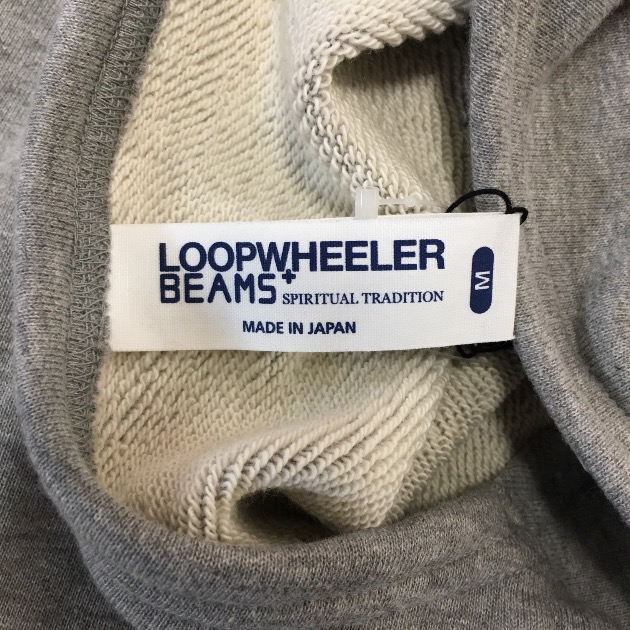 LOOPWHEELER
BEAMS+ SPIRITUAL TRADITION
MADE IN JAPAN
M